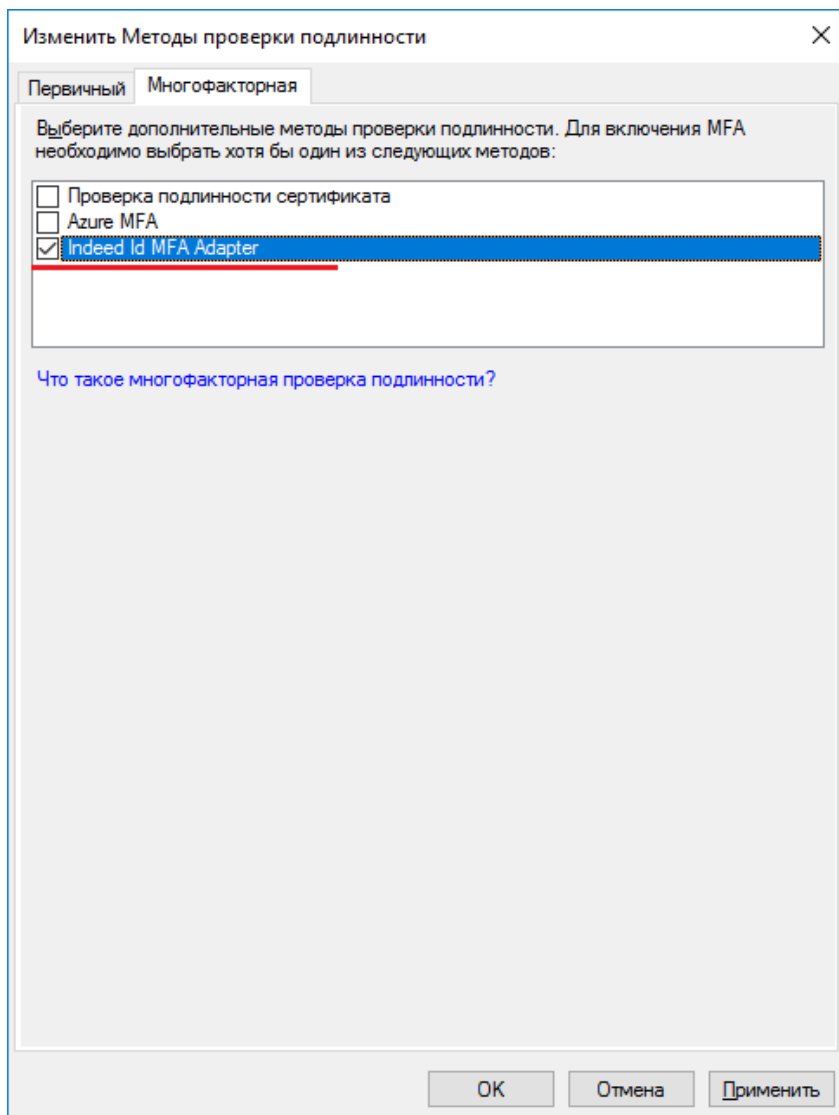 Изменить Методы проверки подлинности
Первичный
Многофакторная
Выберите дополнительные методы проверки подлинности. Для включения MFA
необходимо выбрать хотя бы один из следующих методов:
Проверка подлинности сертификата
Azure MFA
Indeed Id MFA Adapter
Что такое многофакторная проверка подлинности?
OK
Отмена
Применить